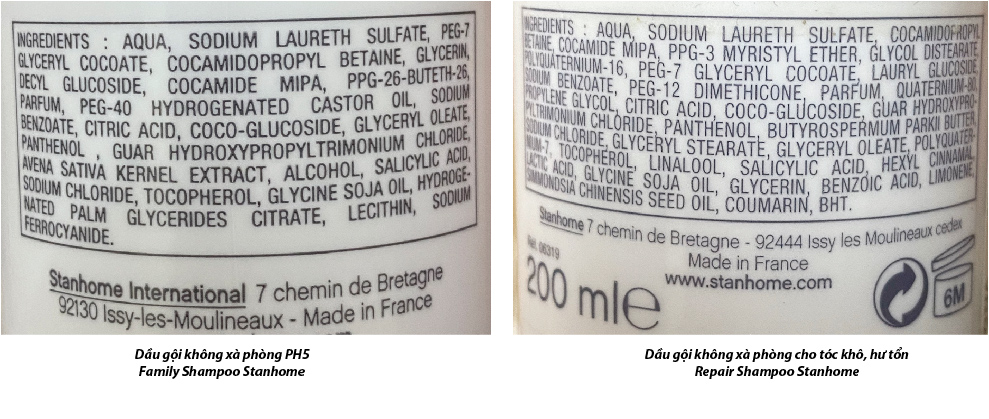 INGREDIENTS : AQUA, SODIUM LAURETH SULFATE, PEG-7
GLYCERYL COCOATE, COCAMIDOPROPYL BETAINE, GLYCERIN,
DECYL GLUCOSIDE, COCAMIDE MIPA, PPG-26-BUTETH-26,
PARFUM, PEG-40 HYDROGENATED CASTOR OIL, SODIUM
BENZOATE, CITRIC ACID, COCO-GLUCOSIDE, GLYCERYL OLEATE,
PANTHENOL , GUAR HYDROXYPROPYLTRIMONIUM CHLORIDE,
AVENA SATIVA KERNEL EXTRACT, ALCOHOL, SALICYLIC ACID,
SODIUM CHLORIDE, TOCOPHEROL, GLYCINE SOJA OIL, HYDROGE-
NATED PALM GLYCERIDES CITRATE, LECITHIN, SODIUM
FERROCYANIDE.
Stanhome International 7 chemin de Bretagne
92130 Issy-les-Moulineaux - Made in France
Dầu gội không xà phòng PH5
Family Shampoo Stanhome
INGREDIENTS : AQUA, SODIUM LAURETH SULFATE, COCAMIDOPROPYL
BETAINE, COCAMIDE MIPA, PPG-3 MYRISTYL ETHER, GLYCOL DISTEARATE,
POLYQUATERNIUM-16, PEG-7 GLYCERYL COCOATE, LAURYL GLUCOSIDE,
SODIUM BENZOATE, PEG-12 DIMETHICONE, PARFUM, QUATERNIUM-80,
PROPYLENE GLYCOL, CITRIC ACID, COCO-GLUCOSIDE, GUAR HYDROXYPRO-
PYLTRIMONIUM CHLORIDE, PANTHENOL, BUTYROSPERMUM PARKII BUTTER,
SODIUM CHLORIDE, GLYCERYL STEARATE, GLYCERYL OLEATE, POLYQUATER-
NIUM-7, TOCOPHEROL, LINALOOL, SALICYLIC ACID, HEXYL CINNAMAL,
LACTIC ACID, GLYCINE SOJA OIL, GLYCERIN, BENZOIC ACID, LIMONENE,
SIMMONDSIA CHINENSIS SEED OIL, COUMARIN, BHT.
Stanhome 7 chemin de Bretagne - 92444 Issy les Moulineaux cedex
Made in France
www.stanhome.com
Ref. 06319
200 ml e
6M
Dầu gội không xà phòng cho tóc khô, hư tổn
Repair Shampoo Stanhome